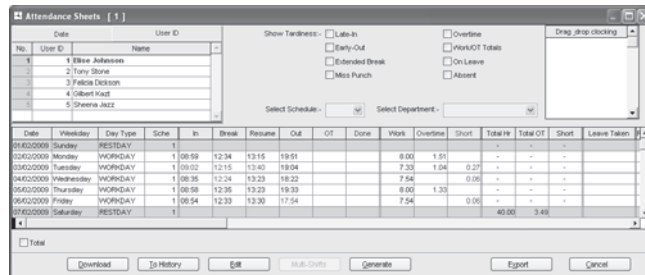 Attendance Sheets [ 1 ]
Date User ID Show Tardiness:- Late-In Overtime Drag_drop clocking
Early-Out Work/OT Totals
No. User ID Name Extended Break On Leave
1 1 Elise Johnson Miss Punch Absent
2 2 Tony Stone
3 3 Felicia Dickson
4 4 Gilbert Kazt
5 5 Sheena Jazz Select Schedule:- Select Department:-
Date Weekday Day Type Sche In Break Resume Out OT Done Work Overtime Short Total Hr Total OT Short Leave Taken
01/02/2009 Sunday RESTDAY 1 - - -
02/02/2009 Monday WORKDAY 1 08:59 12:34 13:15 19:51 8.00 1.51 - - -
03/02/2009 Tuesday WORKDAY 1 09:02 12:15 13:40 19:04 7.33 1.04 0.27 - - -
04/02/2009 Wednesday WORKDAY 1 08:35 12:24 13:23 18:22 7.54 0.06 - - -
05/02/2009 Thursday WORKDAY 1 08:58 12:35 13:23 19:33 8.00 1.33 - - -
06/02/2009 Friday WORKDAY 1 08:54 12:33 13:30 17:54 7.54 0.06 - - -
07/02/2009 Saturday RESTDAY 1 40.00 3.49
Total
Download To History Edit Multi-Shifts Generate Export Cancel